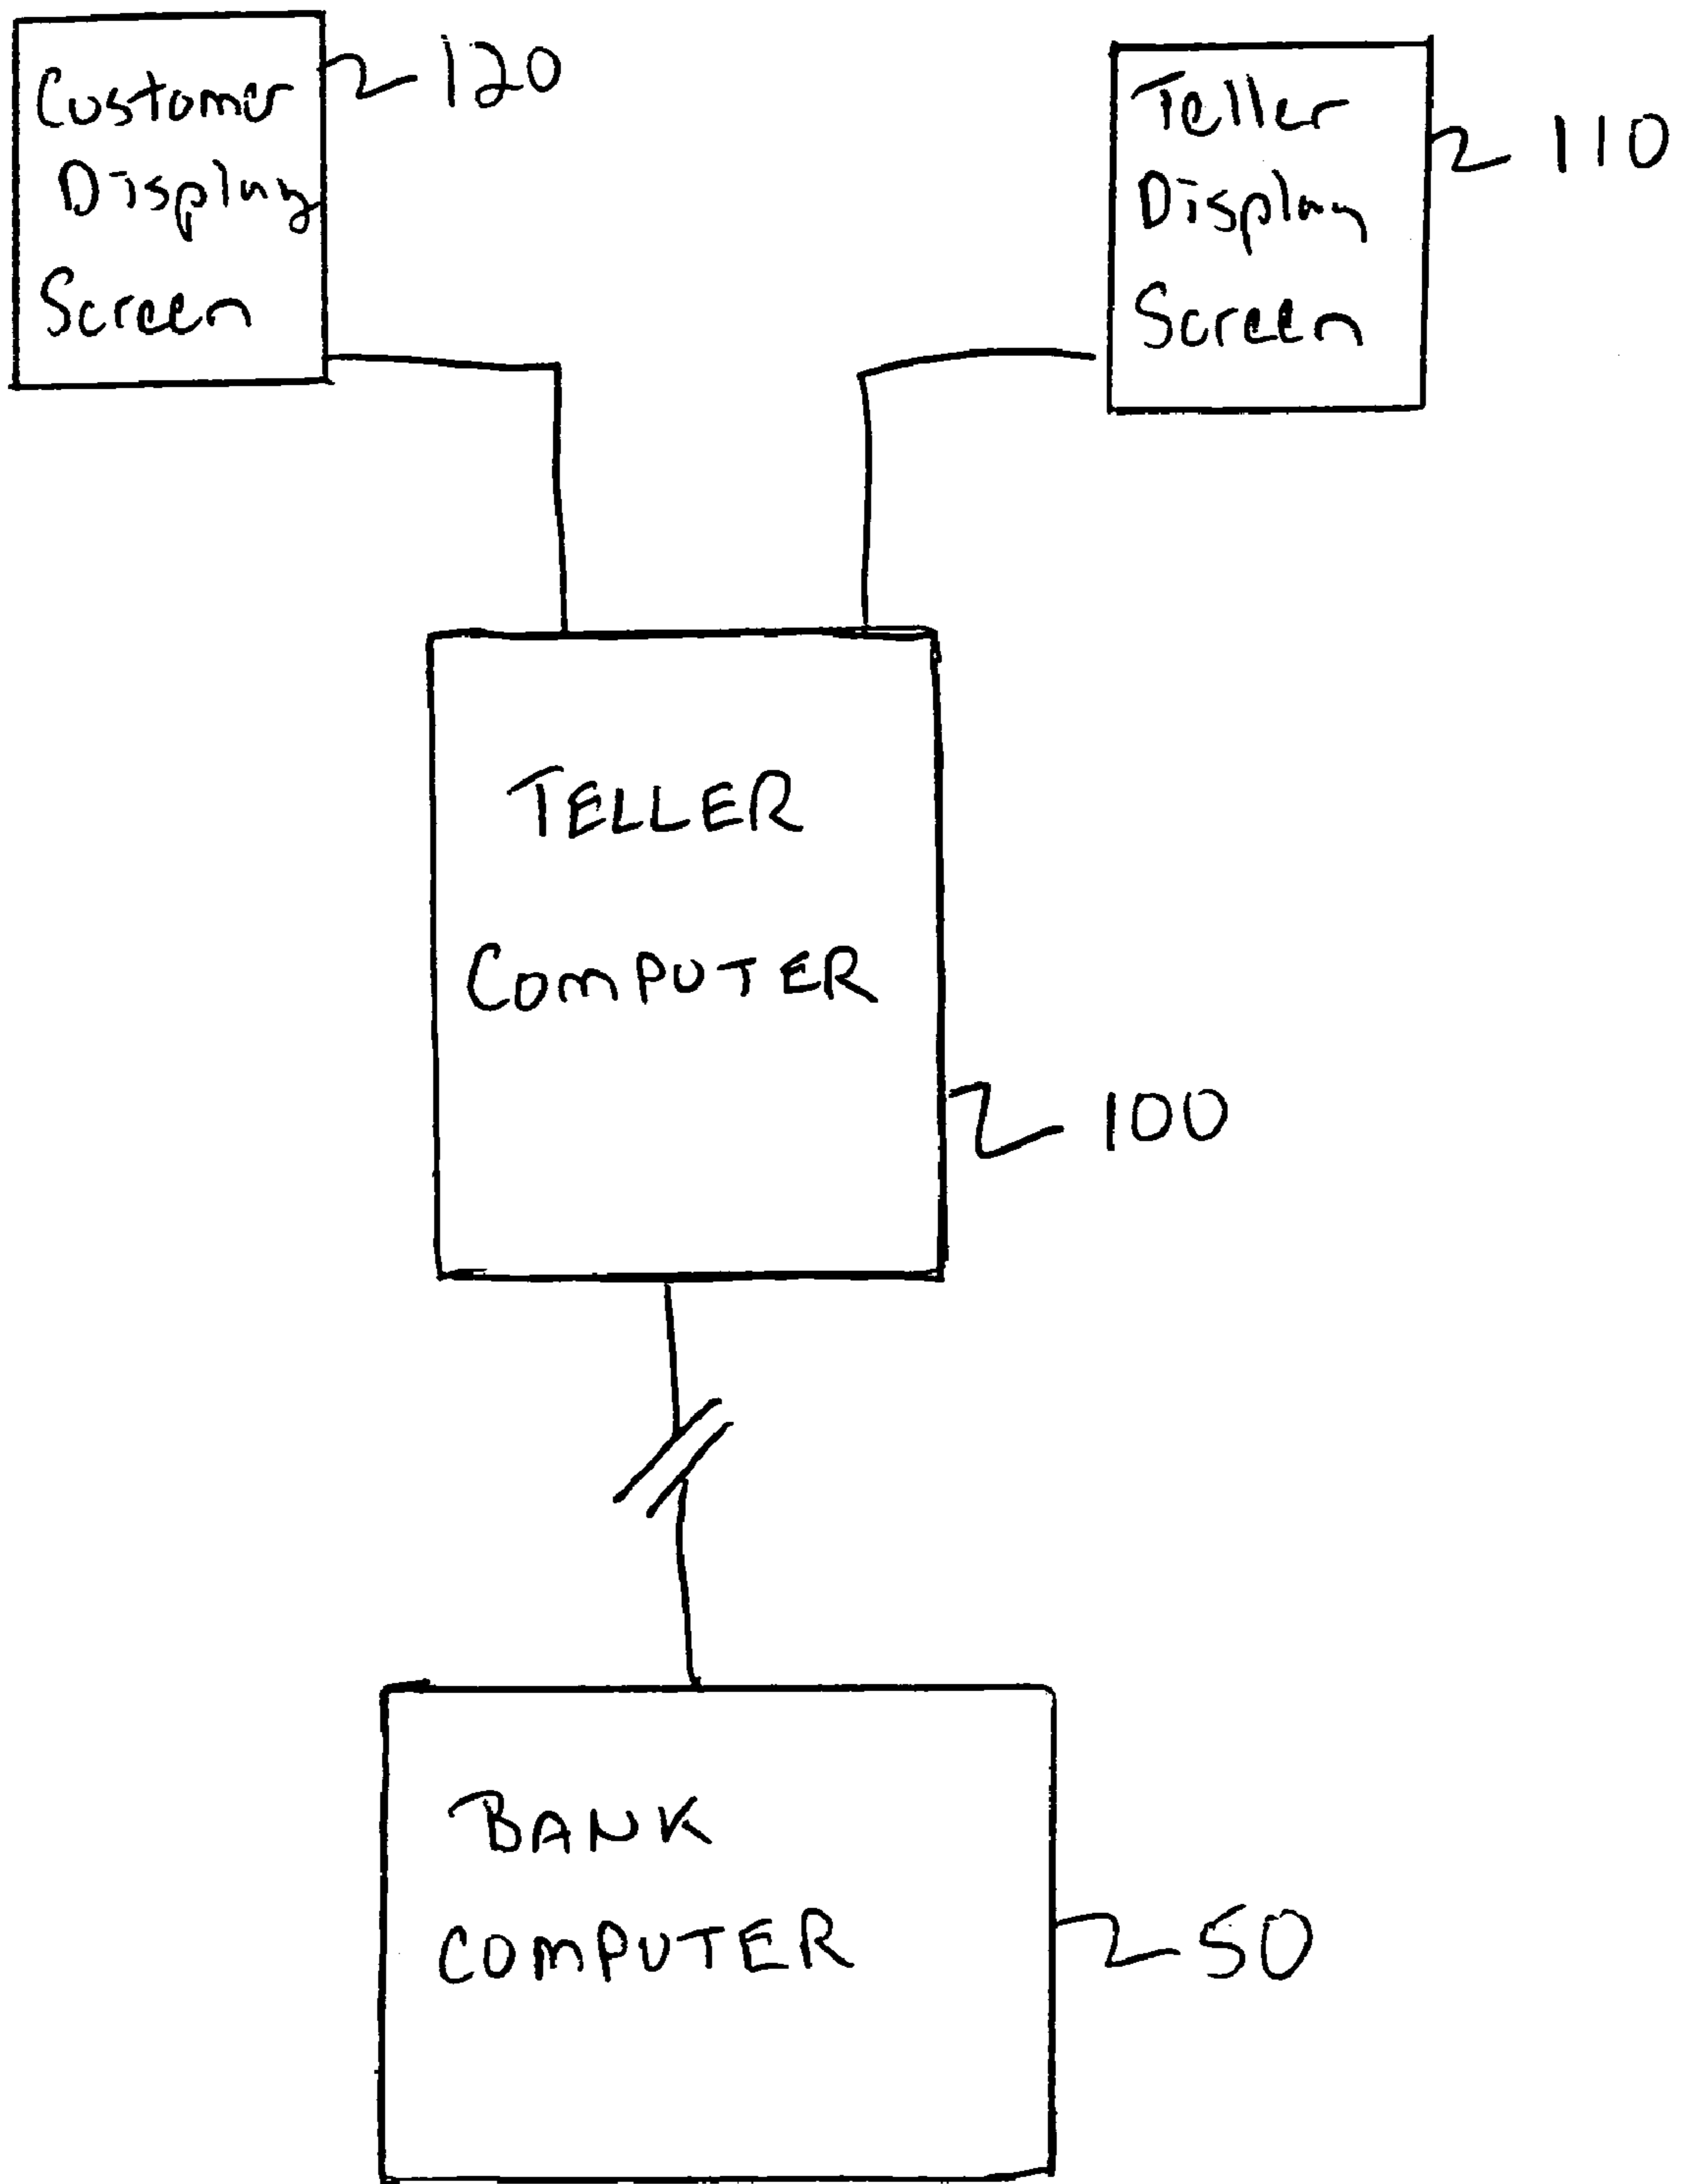 Customer
Display
Screen
120
Teller
Display
Screen
110
TELLER
COMPUTER
100
BANK
COMPUTER
50